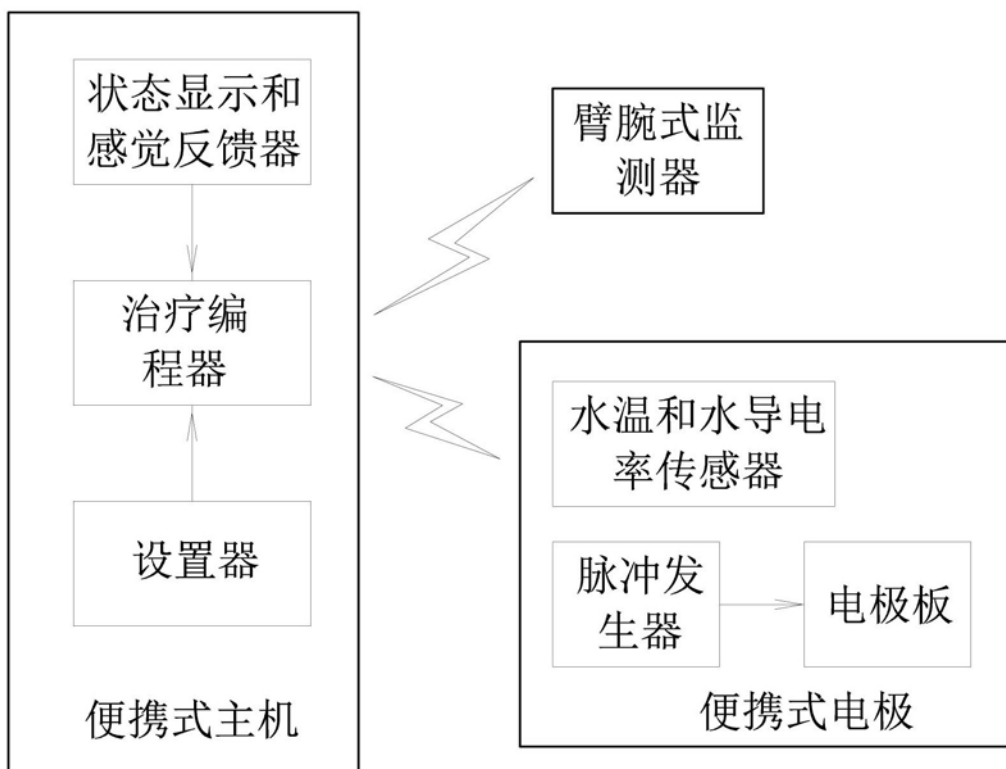 状态显示和
感觉反馈器
治疗编
程器
设置器
便携式主机
臂腕式监
测器
水温和水导电
率传感器
脉冲发
生器
电极板
便携式电极